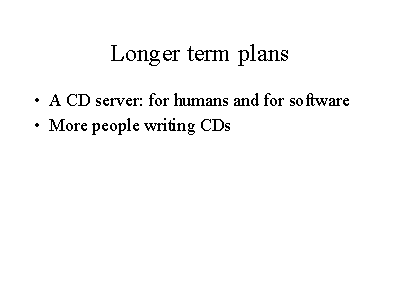 Longer term plans
• A CD server: for humans and for software
• More people writing CDs